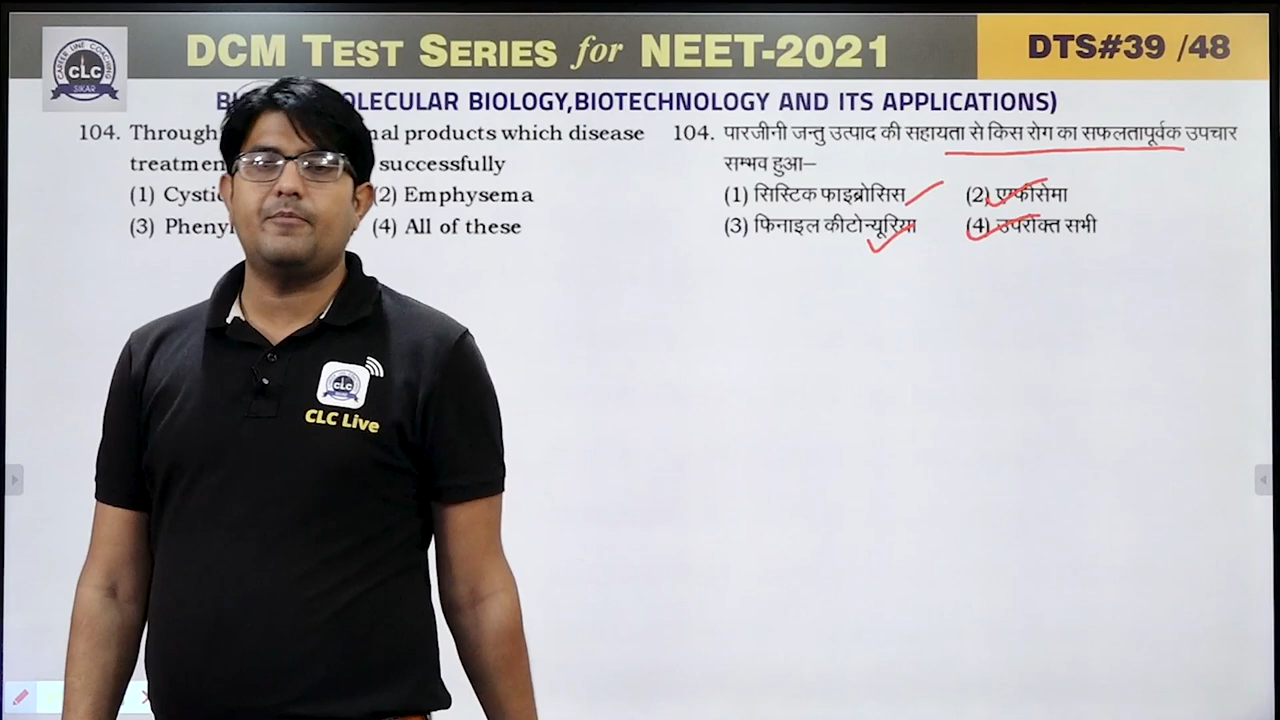 DCM TEST SERIES for NEET-2021
DTS#39 /48
CAREER LINE COACHING
CLC
SIKAR
OLECULAR BIOLOGY,BIOTECHNOLOGY AND ITS APPLICATIONS)
104. Through nal products which disease
treatmen successfully
(1) Cysti (2) Emphysema
(3) Pheny (4) All of these
104. पारजीनी जन्तु उत्पाद की सहायता से किस रोग का सफलतापूर्वक उपचार
सम्भव हुआ–
(1) सिस्टिक फाइब्रोसिस (2) एम्फीसेमा
(3) फिनाइल कीटोन्यूरिया (4) उपरोक्त सभी
CLC
CLC Live